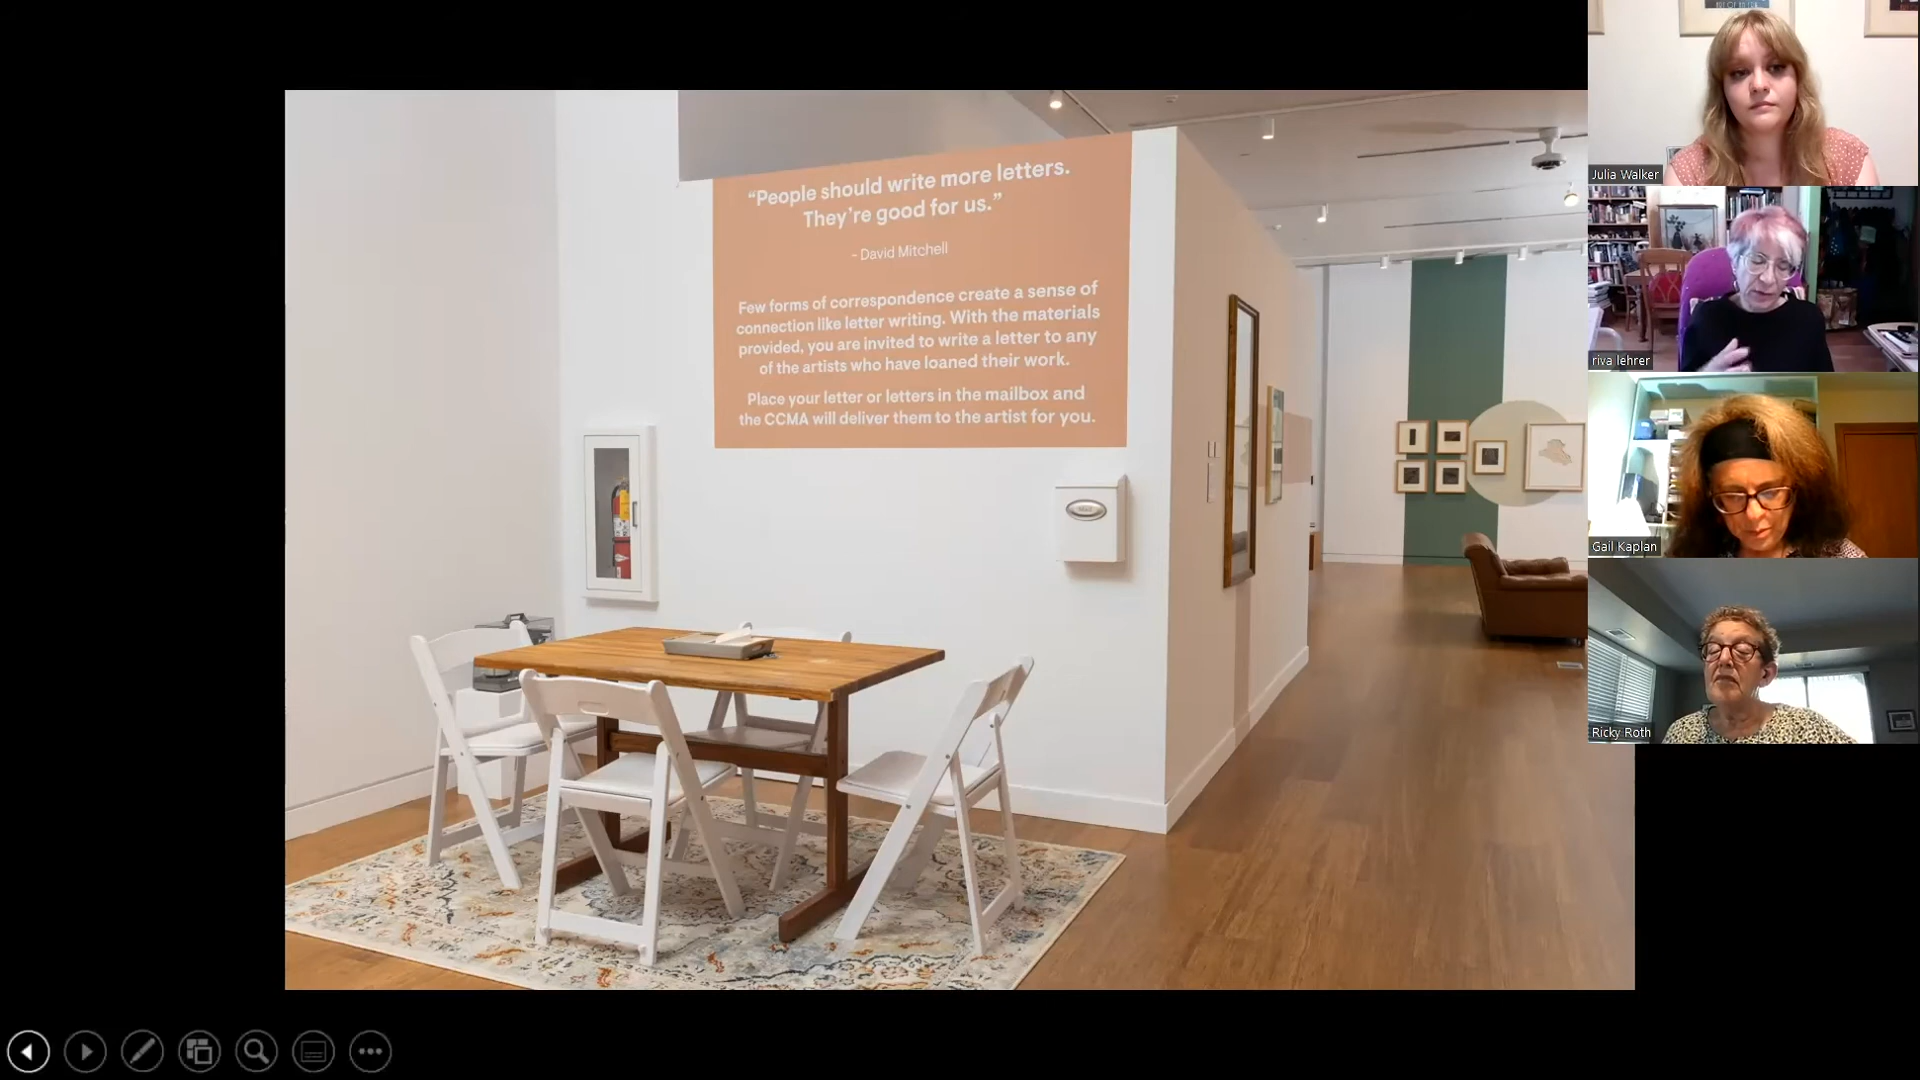 “People should write more letters.
They’re good for us.”
- David Mitchell
Few forms of correspondence create a sense of
connection like letter writing. With the materials
provided, you are invited to write a letter to any
of the artists who have loaned their work.
Place your letter or letters in the mailbox and
the CCMA will deliver them to the artist for you.
Julia Walker
riva lehrer
Gail Kaplan
Ricky Roth